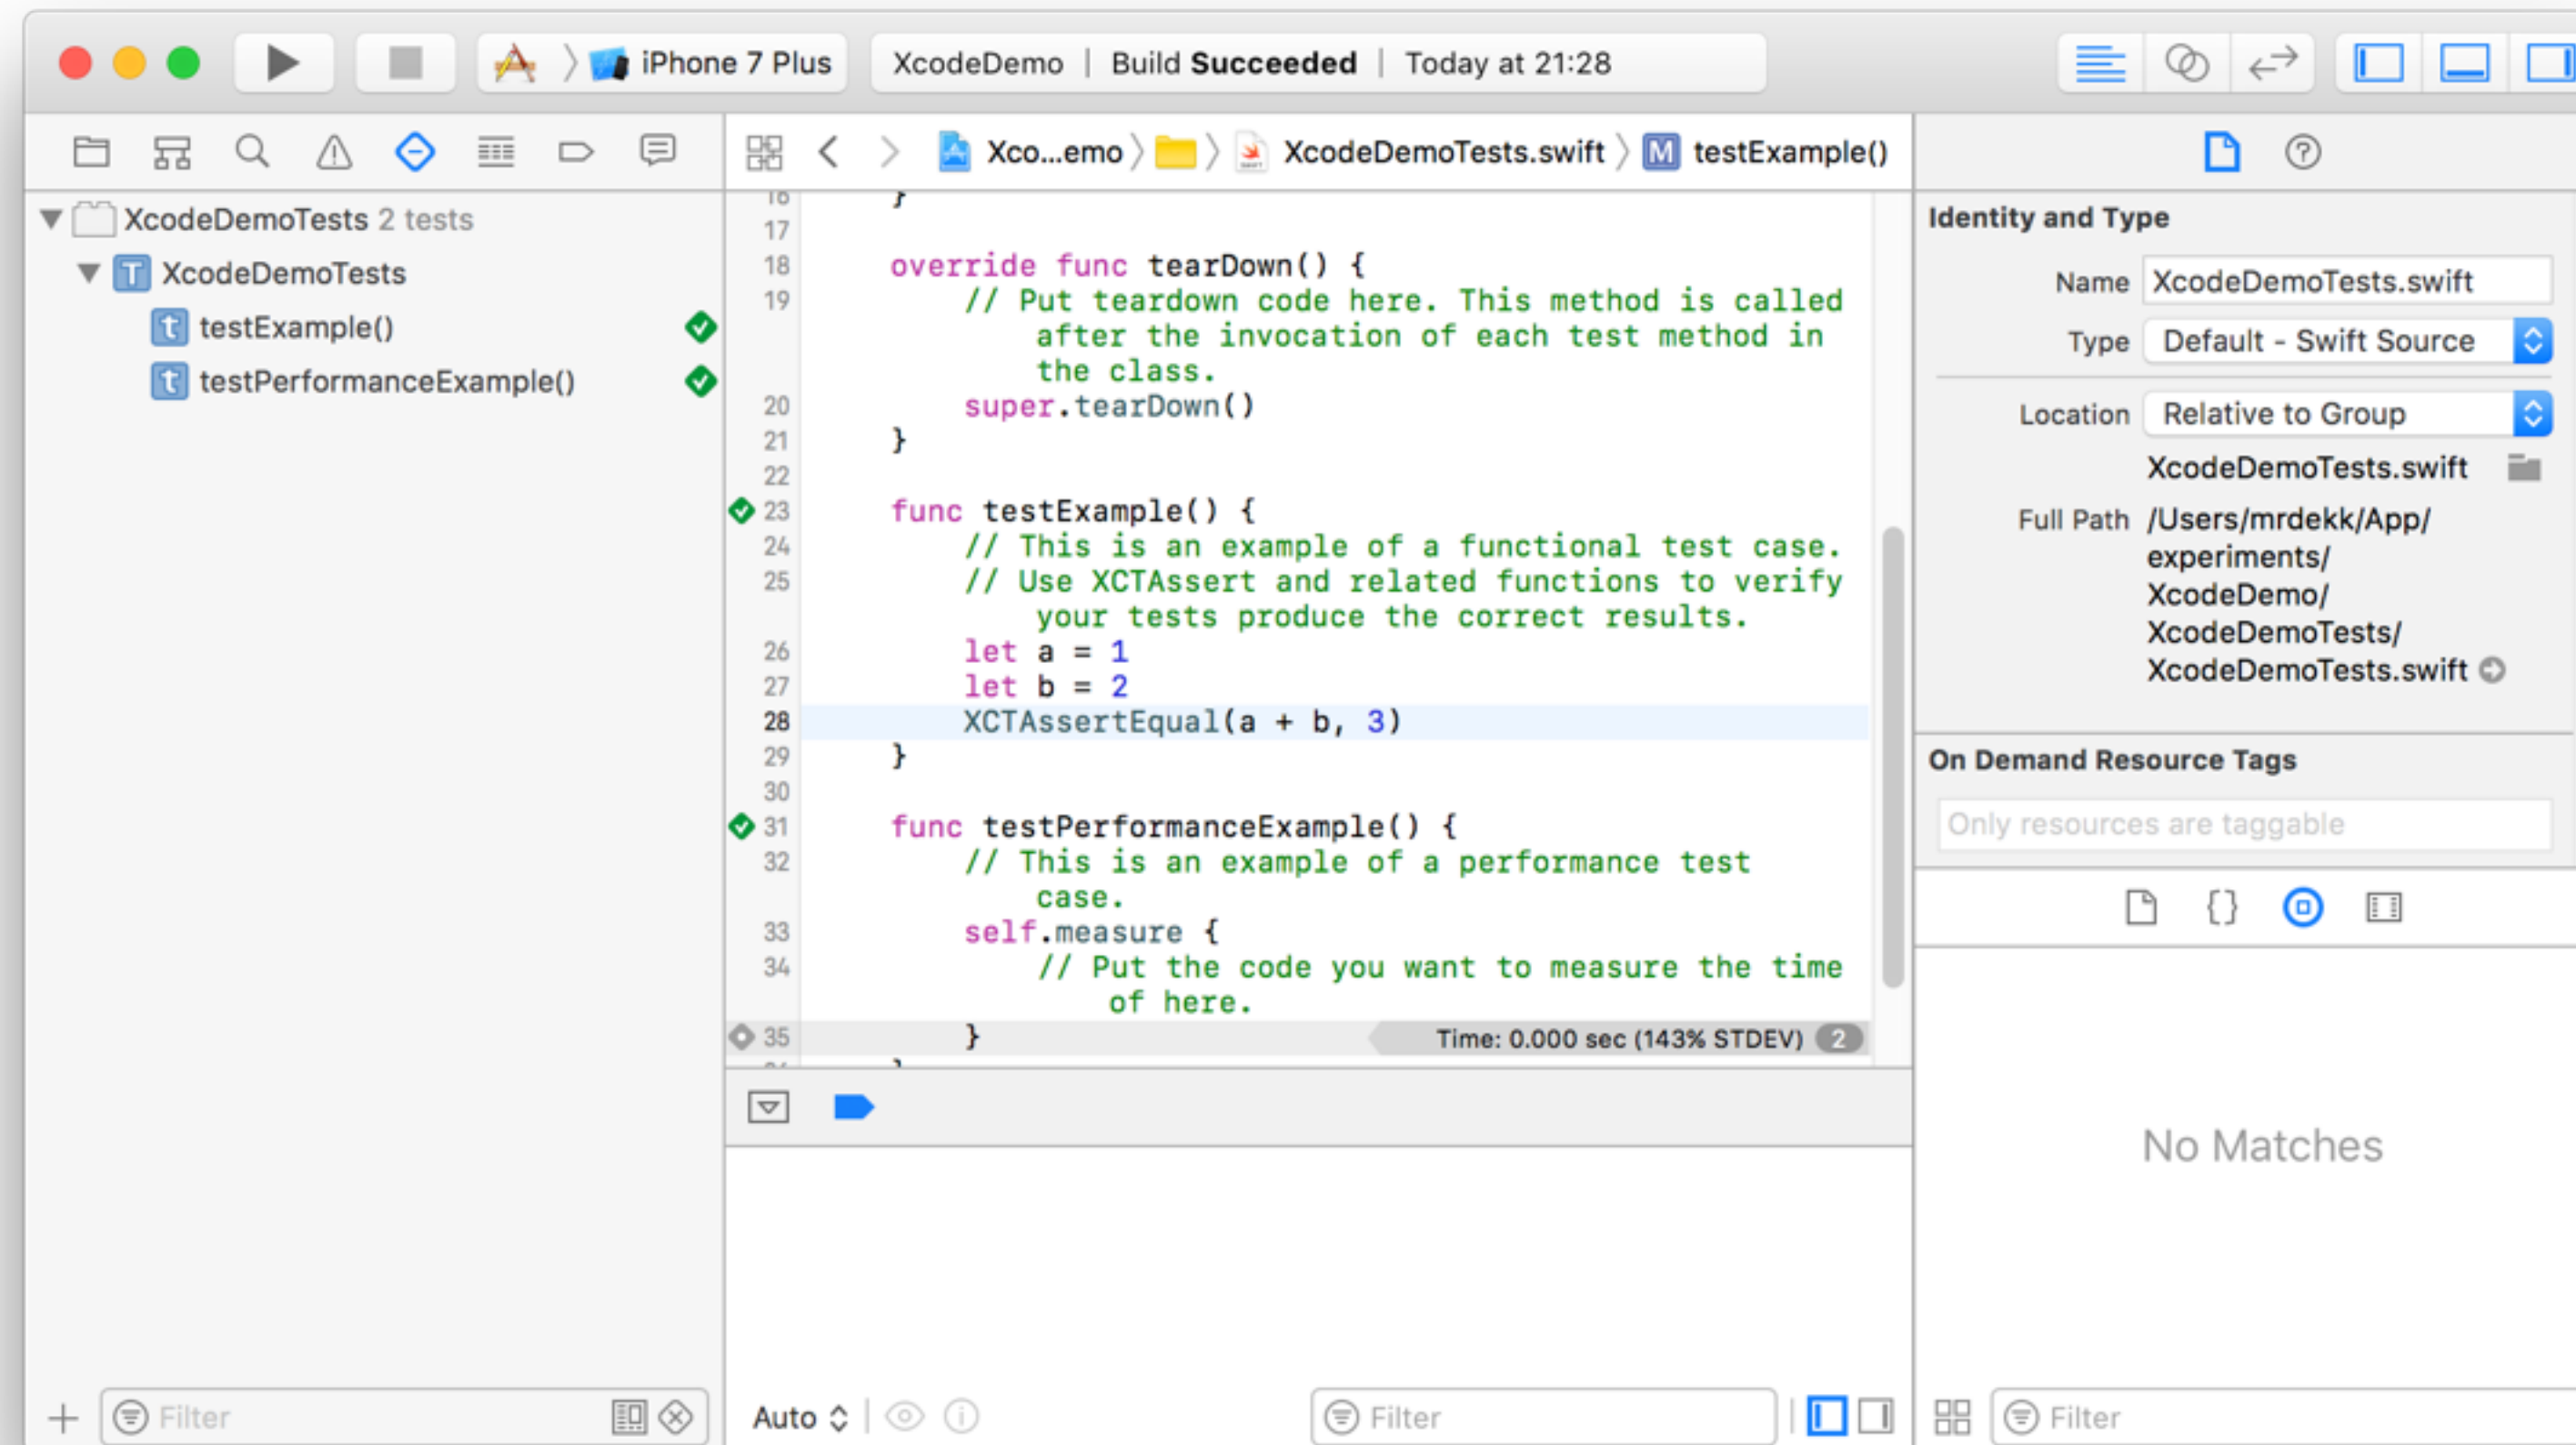 iPhone 7 Plus
XcodeDemo | Build Succeeded | Today at 21:28
Xco...emo XcodeDemoTests.swift M testExample()
XcodeDemoTests 2 tests
T XcodeDemoTests
t testExample()
t testPerformanceExample()
16 }
17
18 override func tearDown() {
19 // Put teardown code here. This method is called
after the invocation of each test method in
the class.
20 super.tearDown()
21 }
22
23 func testExample() {
24 // This is an example of a functional test case.
25 // Use XCTAssert and related functions to verify
your tests produce the correct results.
26 let a = 1
27 let b = 2
28 XCTAssertEqual(a + b, 3)
29 }
30
31 func testPerformanceExample() {
32 // This is an example of a performance test
case.
33 self.measure {
34 // Put the code you want to measure the time
of here.
35 } Time: 0.000 sec (143% STDEV) 2
Identity and Type
Name XcodeDemoTests.swift
Type Default - Swift Source
Location Relative to Group
XcodeDemoTests.swift
Full Path /Users/mrdekk/App/
experiments/
XcodeDemo/
XcodeDemoTests/
XcodeDemoTests.swift
On Demand Resource Tags
Only resources are taggable
{}
No Matches
Filter
Auto
Filter
Filter